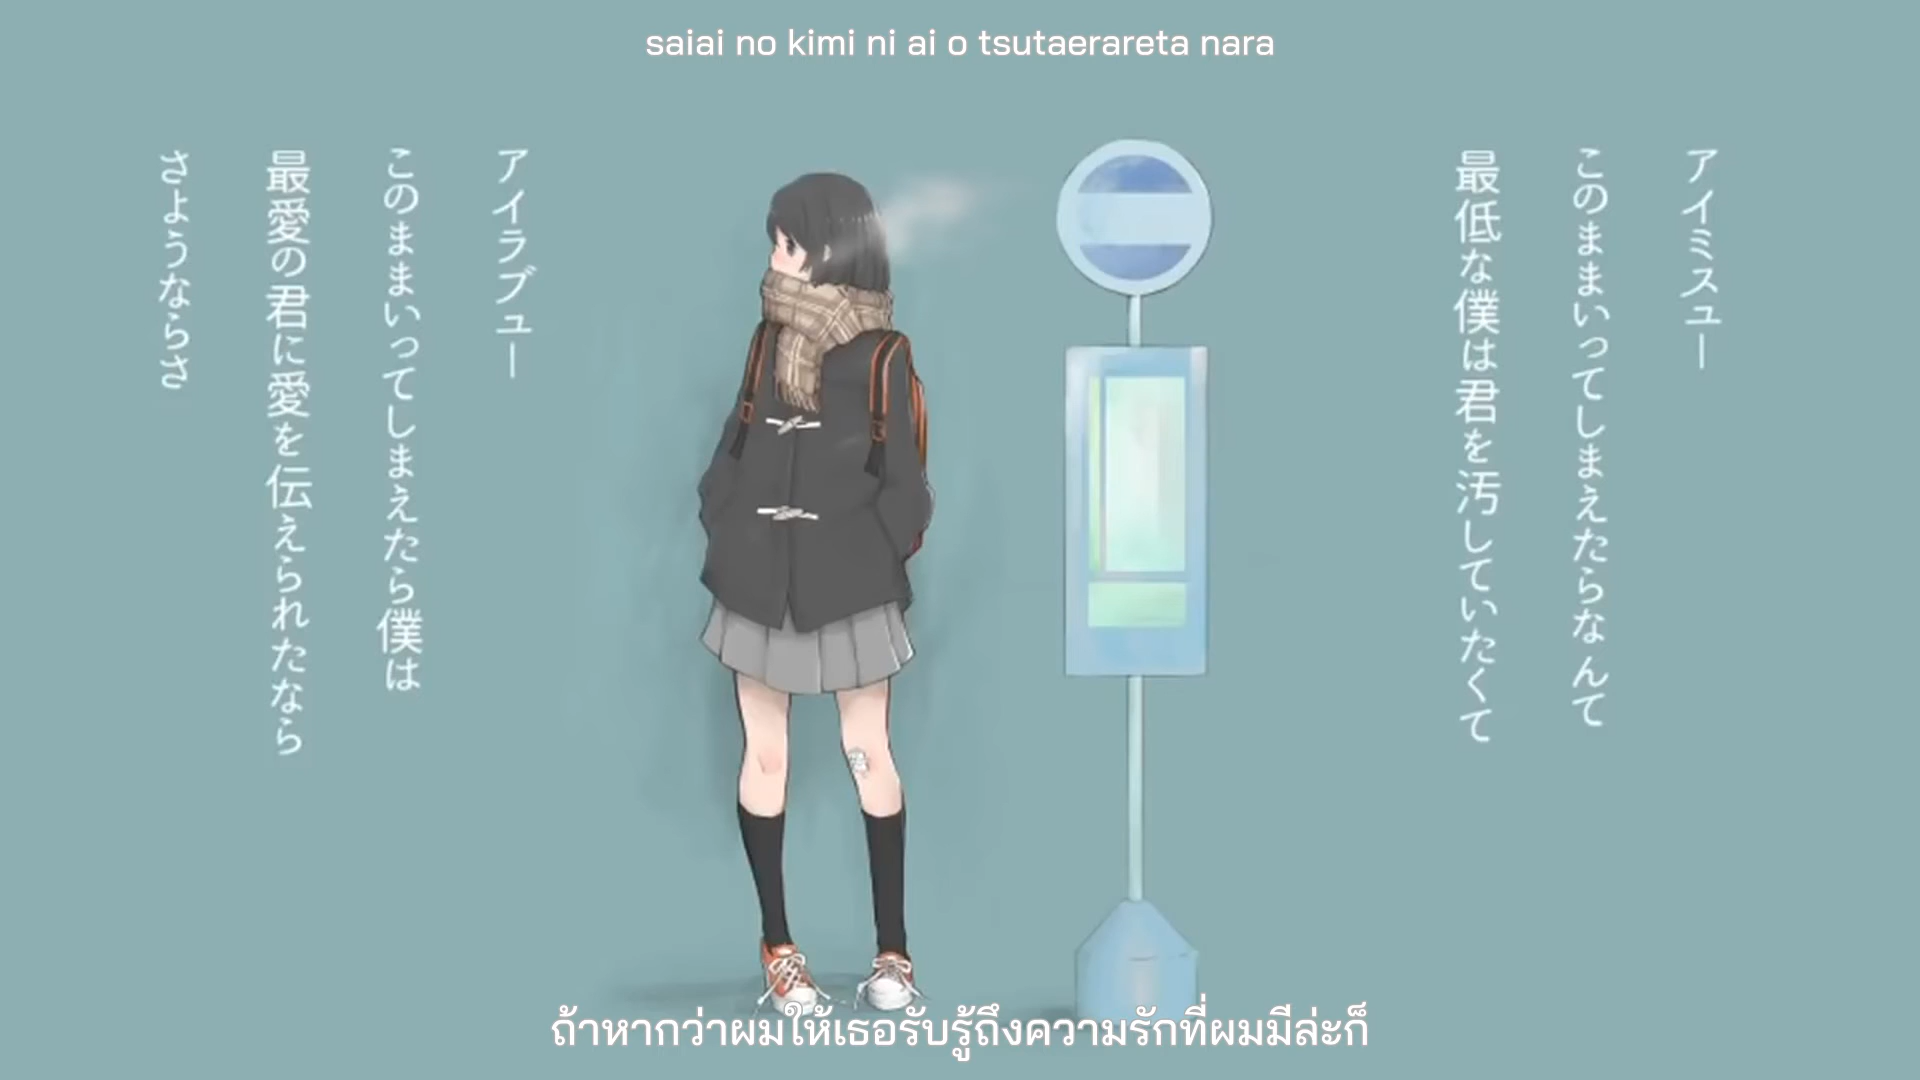 saiai no kimi ni ai o tsutaerareta nara
アイミスユー
このままいってしまえたらなんて
最低な僕は君を汚していたくて
アイラブユー
このままいってしまえたら僕は
最愛の君に愛を伝えられたなら
さようならさ
ถ้าหากว่าผมให้เธอรับรู้ถึงความรักที่ผมมีล่ะก็